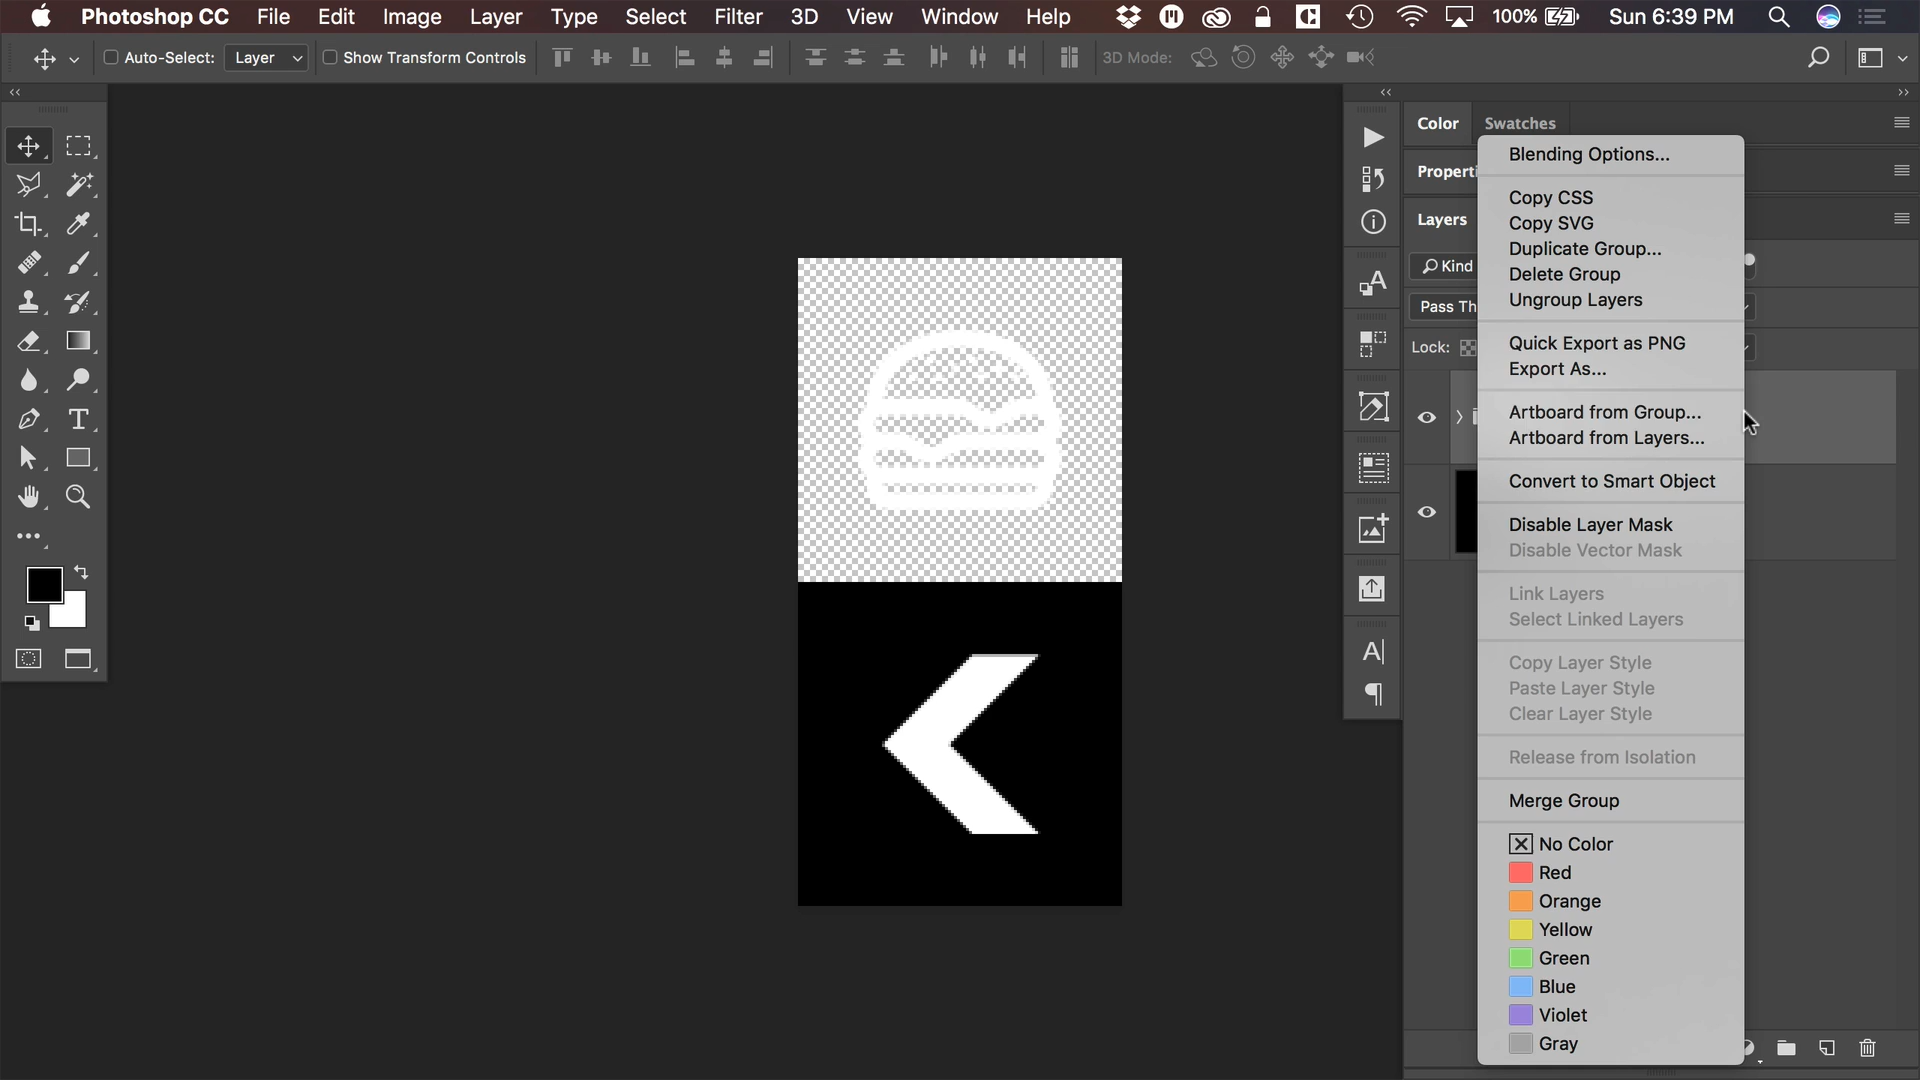 Photoshop CC File Edit Image Layer Type Select Filter 3D View Window Help 100% Sun 6:39 PM
Auto-Select: Layer Show Transform Controls 3D Mode:
Color Swatches
Properti
Layers
Kind
Pass Th
Lock:
Blending Options...
Copy CSS
Copy SVG
Duplicate Group...
Delete Group
Ungroup Layers
Quick Export as PNG
Export As...
Artboard from Group...
Artboard from Layers...
Convert to Smart Object
Disable Layer Mask
Disable Vector Mask
Link Layers
Select Linked Layers
Copy Layer Style
Paste Layer Style
Clear Layer Style
Release from Isolation
Merge Group
No Color
Red
Orange
Yellow
Green
Blue
Violet
Gray